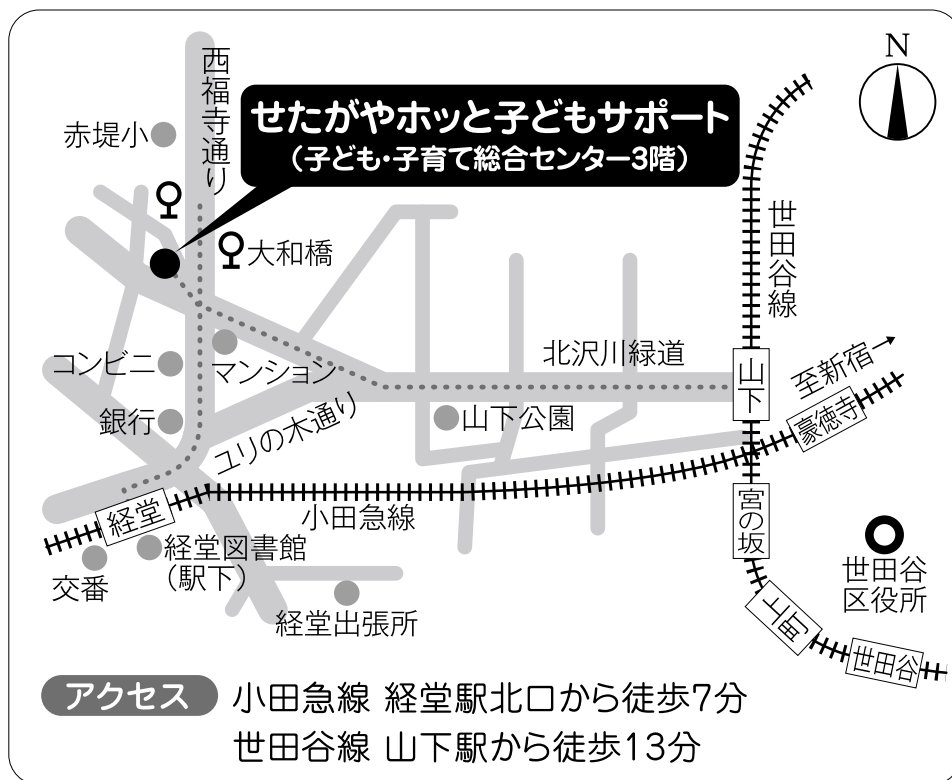 N
西福寺通り
せたがやホッと子どもサポート
(子ども・子育て総合センター3階)
赤堤小
大和橋
世田谷線
コンビニ
マンション
北沢川緑道
山下
至新宿→
銀行
ユリの木通り
山下公園
豪徳寺
経堂
小田急線
宮の坂
交番
経堂図書館
(駅下)
世田谷
区役所
経堂出張所
上町
世田谷
アクセス 小田急線 経堂駅北口から徒歩7分
世田谷線 山下駅から徒歩13分